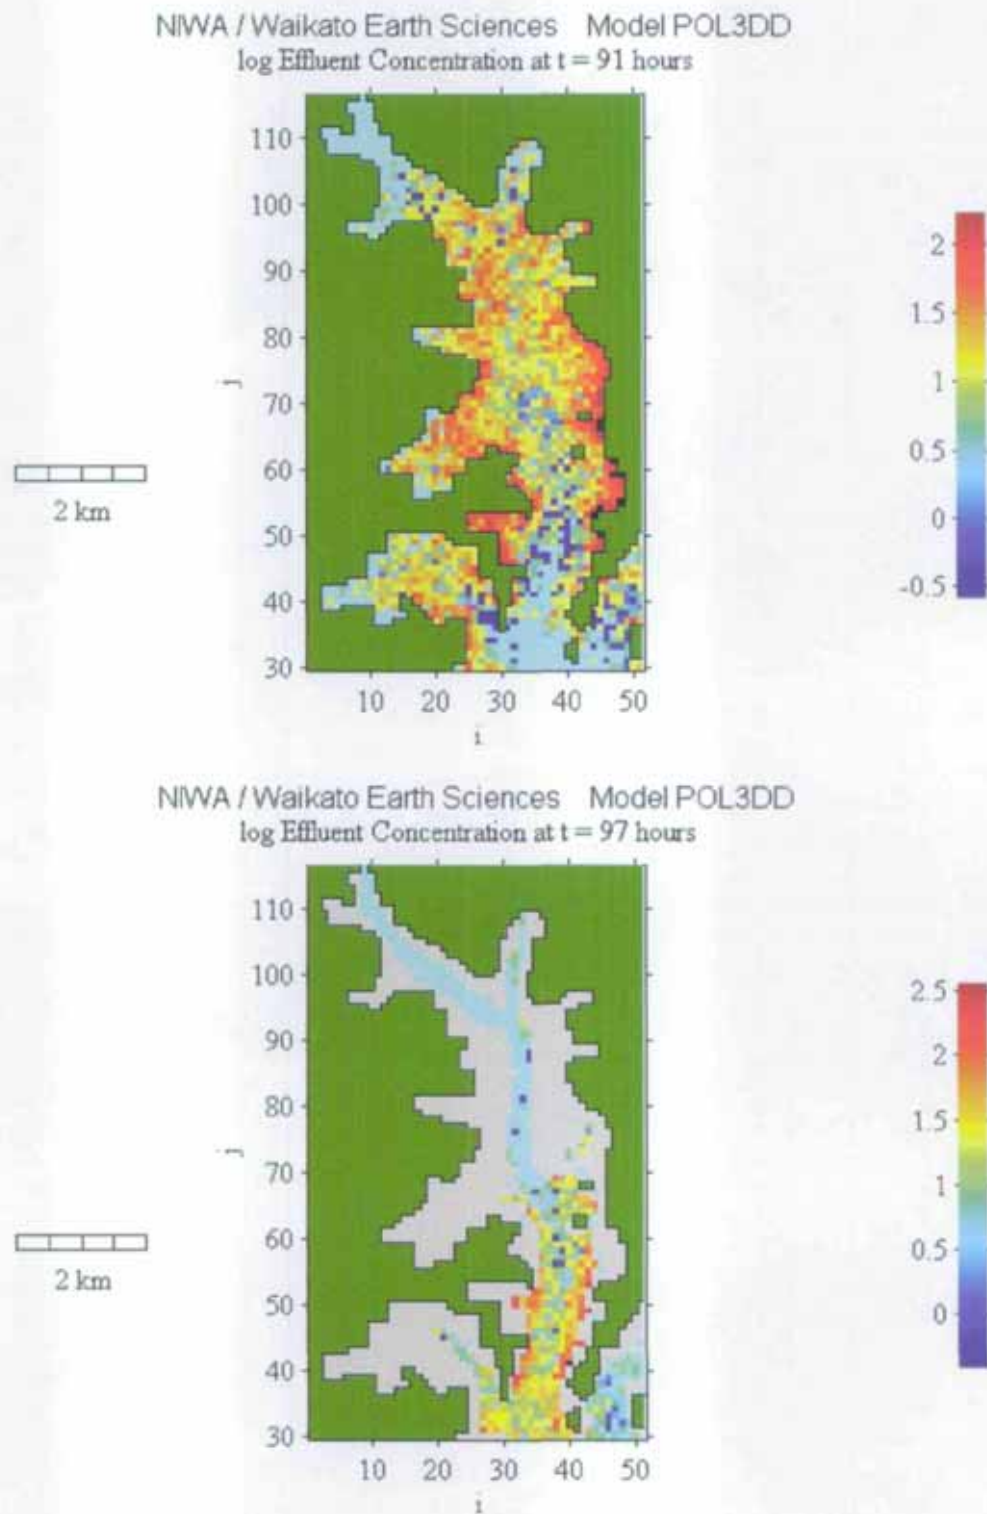 NIWA / Waikato Earth Sciences Model POL3DD
log Effluent Concentration at t = 91 hours
110
100
90
80
70
60
50
40
30
j
10 20 30 40 50
i
2 km
2
1.5
1
0.5
0
-0.5
NIWA / Waikato Earth Sciences Model POL3DD
log Effluent Concentration at t = 97 hours
110
100
90
80
70
60
50
40
30
j
10 20 30 40 50
i
2 km
2.5
2
1.5
1
0.5
0